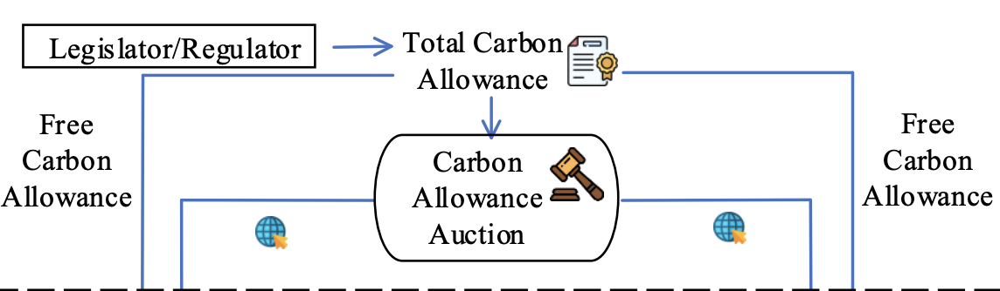 Legislator/Regulator
Total Carbon
Allowance
Free
Carbon
Allowance
Carbon
Allowance
Auction
Free
Carbon
Allowance